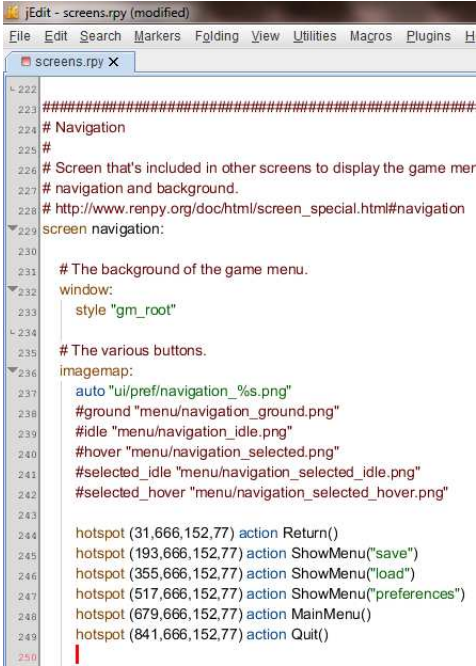 jEdit - screens.rpy (modified)
File Edit Search Markers Folding View Utilities Macros Plugins H
screens.rpy X
222
223 ####################################################
224 # Navigation
225 #
226 # Screen that's included in other screens to display the game mer
227 # navigation and background.
228 # http://www.renpy.org/doc/html/screen_special.html#navigation
229 screen navigation:
230
231 # The background of the game menu.
232 window:
233 style "gm_root"
234
235 # The various buttons.
236 imagemap:
237 auto "ui/pref/navigation_%s.png"
238 #ground "menu/navigation_ground.png"
239 #idle "menu/navigation_idle.png"
240 #hover "menu/navigation_selected.png"
241 #selected_idle "menu/navigation_selected_idle.png"
242 #selected_hover "menu/navigation_selected_hover.png"
243
244 hotspot (31,666,152,77) action Return()
245 hotspot (193,666,152,77) action ShowMenu("save")
246 hotspot (355,666,152,77) action ShowMenu("load")
247 hotspot (517,666,152,77) action ShowMenu("preferences")
248 hotspot (679,666,152,77) action MainMenu()
249 hotspot (841,666,152,77) action Quit()
250